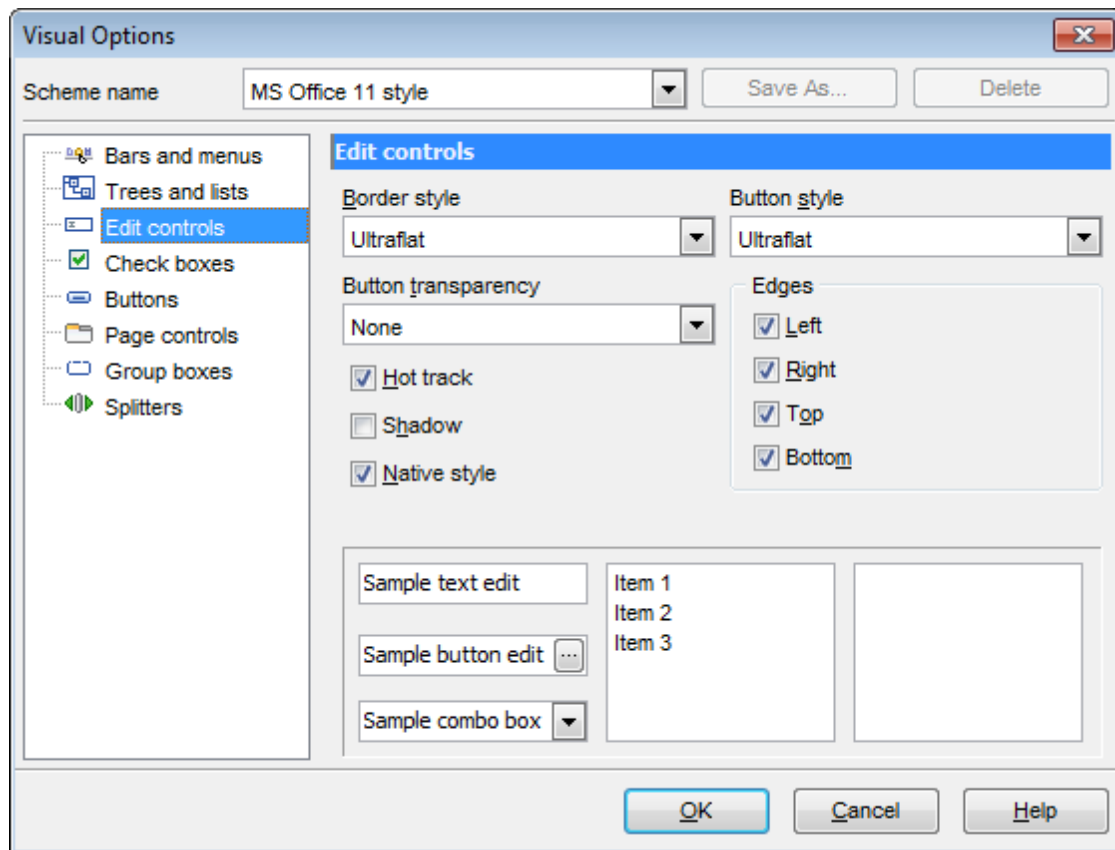 Visual Options
Scheme name MS Office 11 style Save As... Delete
Bars and menus
Trees and lists
Edit controls
Check boxes
Buttons
Page controls
Group boxes
Splitters
Edit controls
Border style Button style
Ultraflat Ultraflat
Button transparency
None
Hot track
Shadow
Native style
Edges
Left
Right
Top
Bottom
Sample text edit
Sample button edit ...
Sample combo box
Item 1
Item 2
Item 3
OK Cancel Help